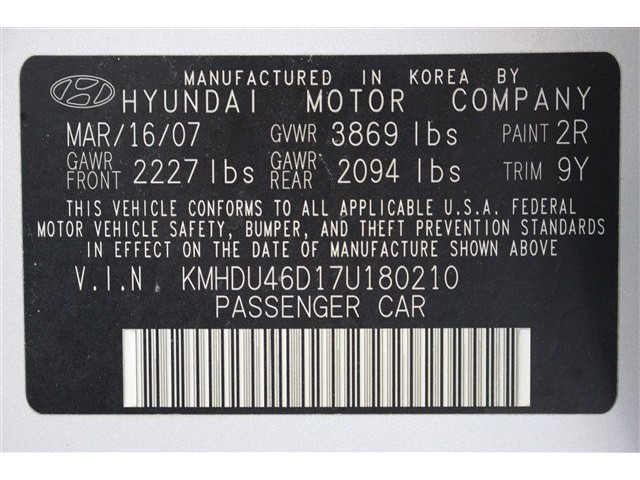 MANUFACTURED IN KOREA BY
HYUNDAI MOTOR COMPANY
MAR/16/07 GVWR 3869 lbs PAINT 2R
GAWR FRONT 2227 lbs GAWR REAR 2094 lbs TRIM 9Y
THIS VEHICLE CONFORMS TO ALL APPLICABLE U.S.A. FEDERAL
MOTOR VEHICLE SAFETY, BUMPER, AND THEFT PREVENTION STANDARDS
IN EFFECT ON THE DATE OF MANUFACTURE SHOWN ABOVE
V.I.N KMHDU46D17U180210
PASSENGER CAR